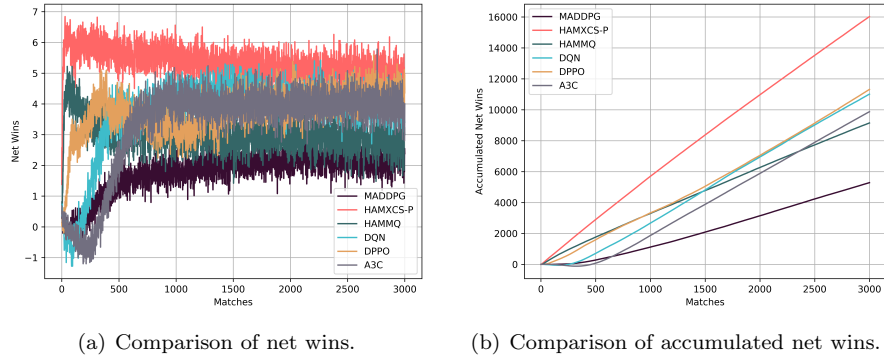 7
6
5
4
3
2
1
0
−1
Net Wins
0
500
1000
1500
2000
2500
3000
Matches
MADDPG
HAMXCS-P
HAMMQ
DQN
DPPO
A3C
(a) Comparison of net wins.
16000
14000
12000
10000
8000
6000
4000
2000
0
Accumulated Net Wins
0
500
1000
1500
2000
2500
3000
Matches
MADDPG
HAMXCS-P
HAMMQ
DQN
DPPO
A3C
(b) Comparison of accumulated net wins.